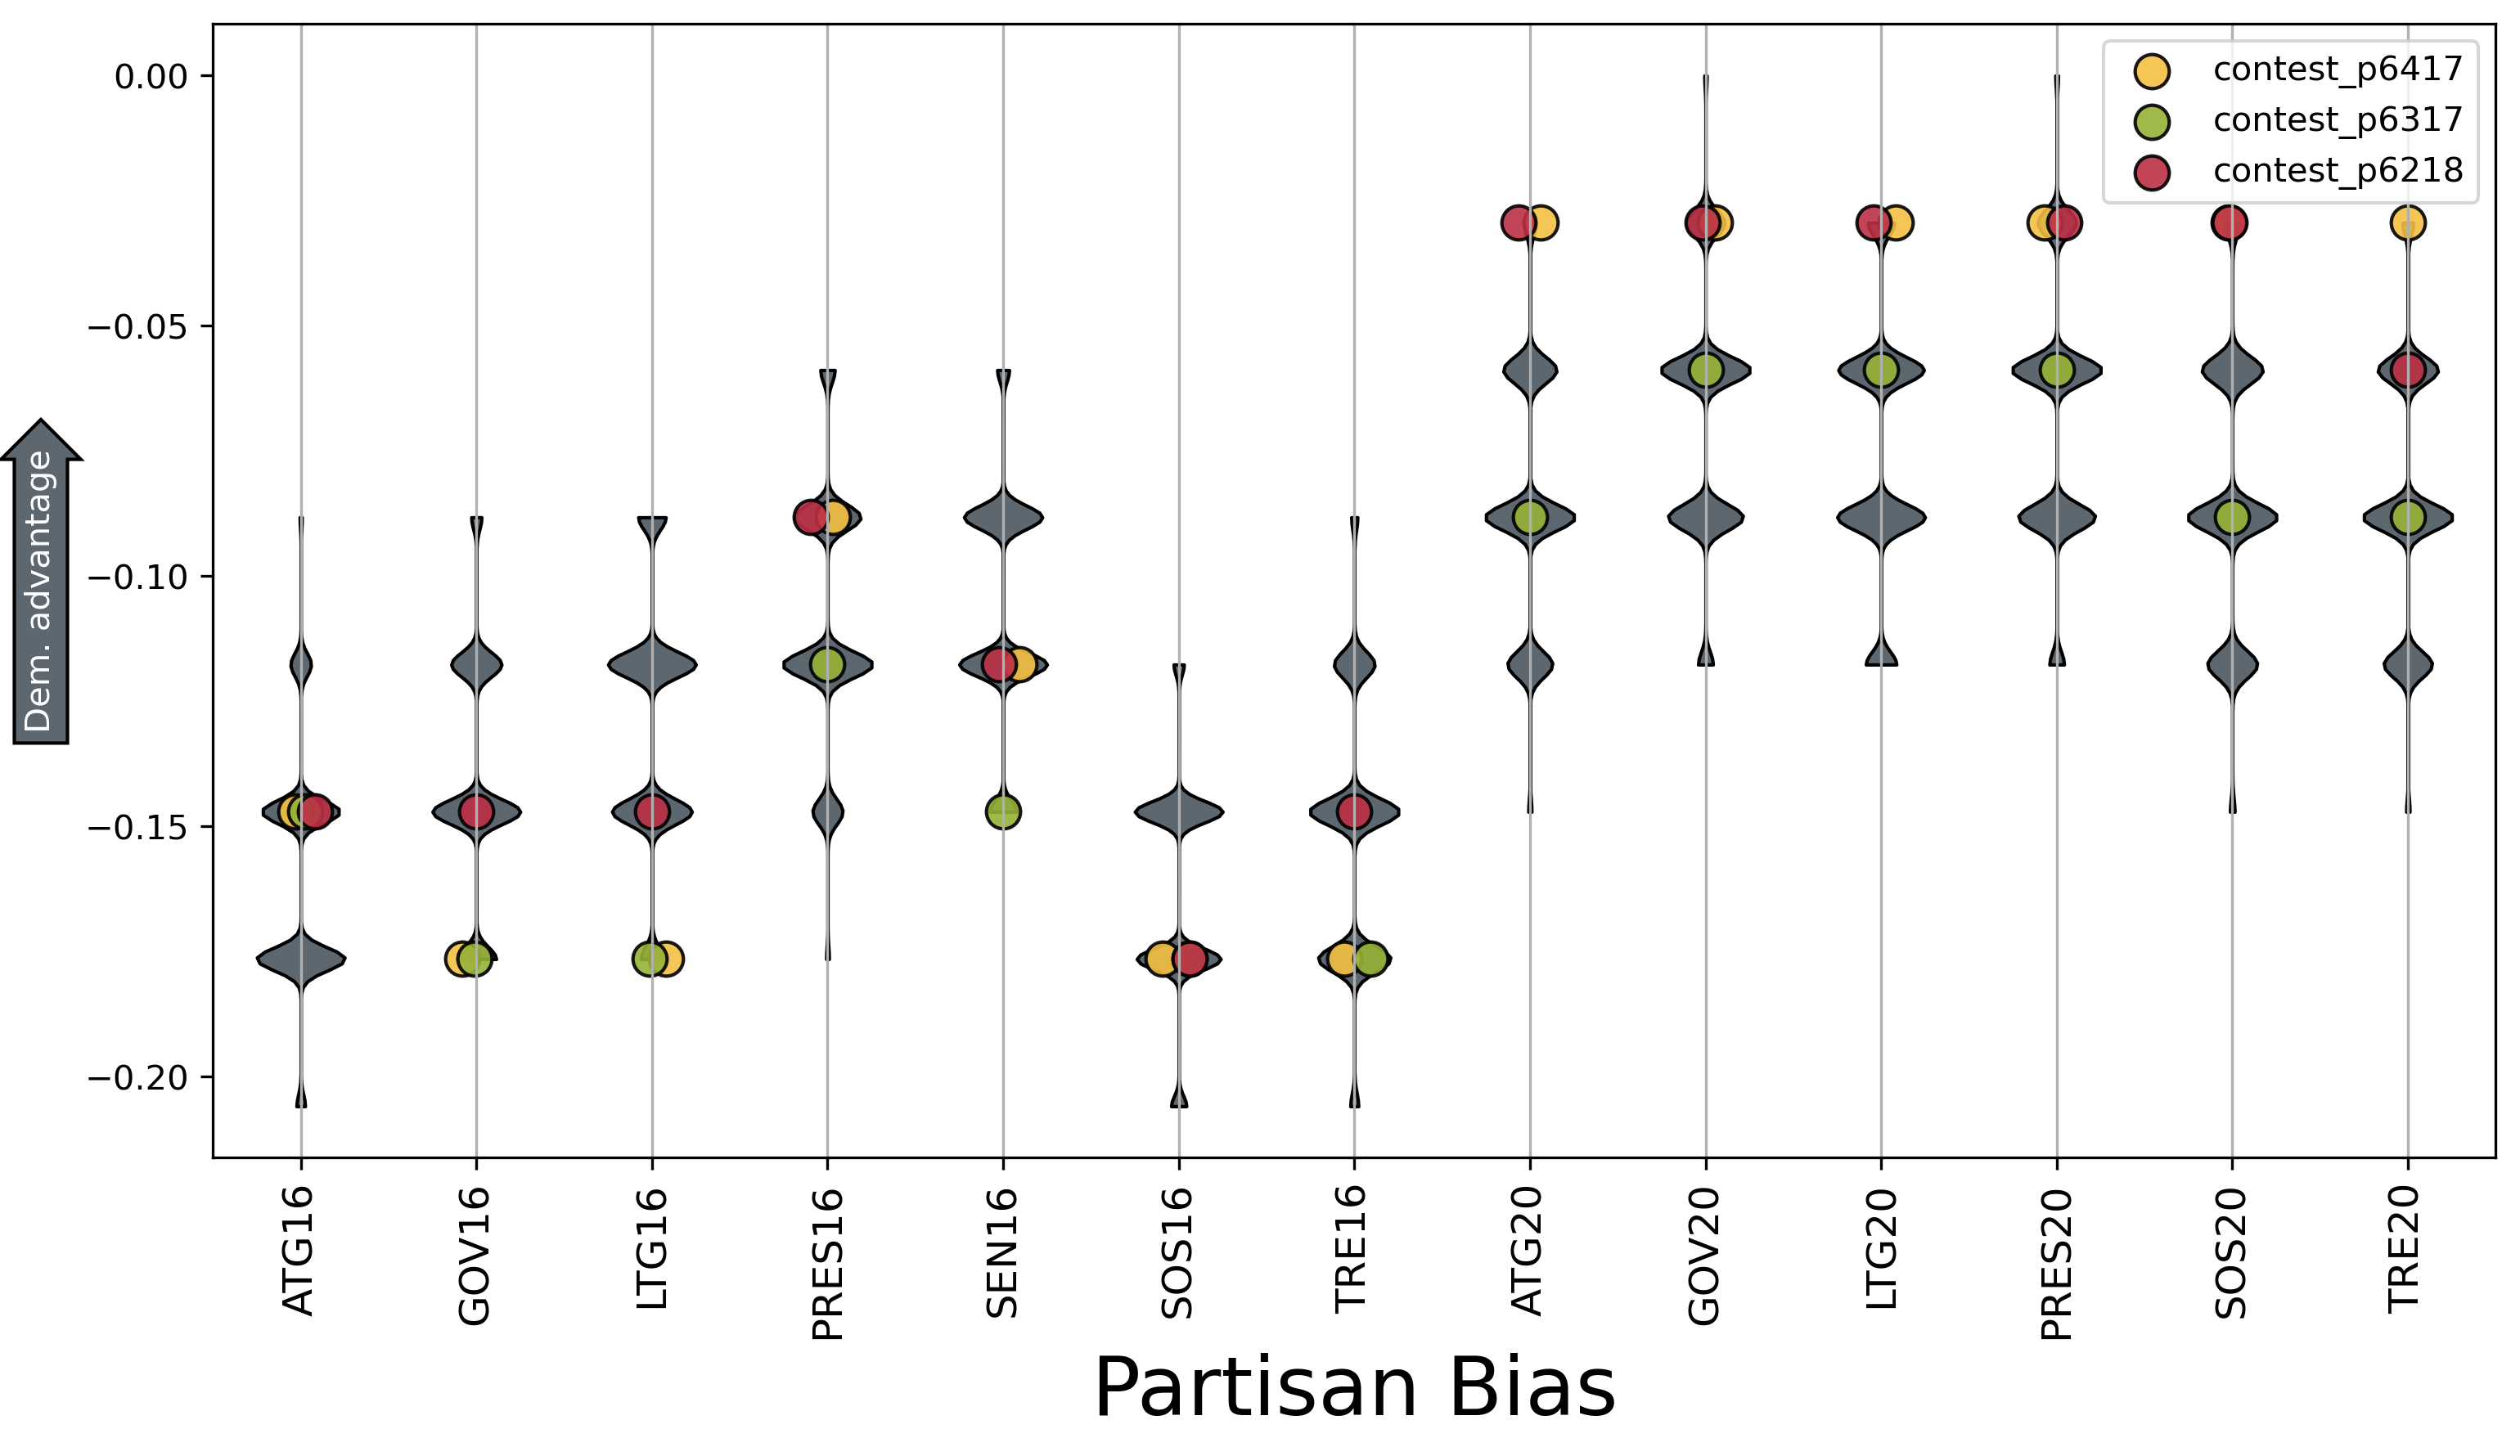 0.00
−0.05
−0.10
−0.15
−0.20
Dem. advantage
contest_p6417
contest_p6317
contest_p6218
ATG16
GOV16
LTG16
PRES16
SEN16
SOS16
TRE16
ATG20
GOV20
LTG20
PRES20
SOS20
TRE20
Partisan Bias